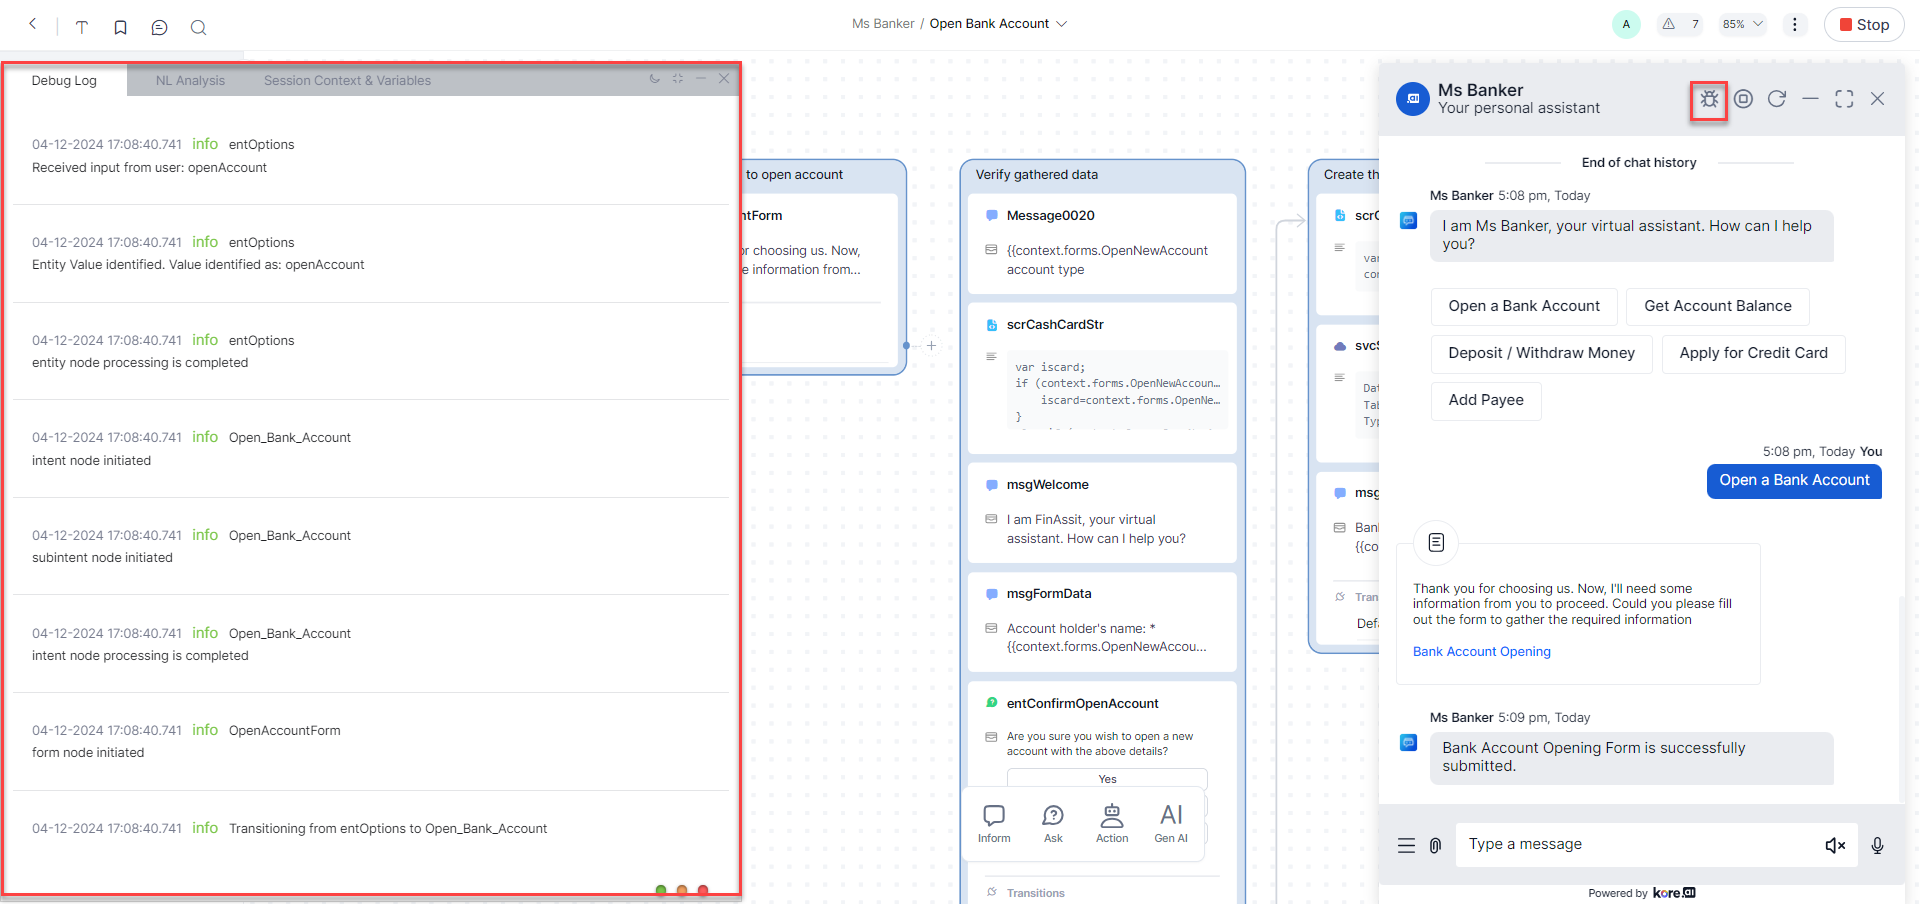 Ms Banker / Open Bank Account
A
7
85%
Stop
Debug Log
NL Analysis
Session Context & Variables
04-12-2024 17:08:40.741 info entOptions
Received input from user: openAccount
04-12-2024 17:08:40.741 info entOptions
Entity Value identified. Value identified as: openAccount
04-12-2024 17:08:40.741 info entOptions
entity node processing is completed
04-12-2024 17:08:40.741 info Open_Bank_Account
intent node initiated
04-12-2024 17:08:40.741 info Open_Bank_Account
subintent node initiated
04-12-2024 17:08:40.741 info Open_Bank_Account
intent node processing is completed
04-12-2024 17:08:40.741 info OpenAccountForm
form node initiated
04-12-2024 17:08:40.741 info Transitioning from entOptions to Open_Bank_Account
to open account
ntForm
or choosing us. Now,
e information from...
Verify gathered data
Message0020
{{context.forms.OpenNewAccount
account type
scrCashCardStr
var iscard;
if (context.forms.OpenNewAccoun…
iscard=context.forms.OpenNe…
}
msgWelcome
I am FinAssit, your virtual
assistant. How can I help you?
msgFormData
Account holder's name: *
{{context.forms.OpenNewAccou...
entConfirmOpenAccount
Are you sure you wish to open a new
account with the above details?
Yes
Inform
Ask
Action
AI
Gen AI
Transitions
Create th
scrC
var
con
svcS
Dat
Tab
Typ
msg
Ban
{{co
Tran
Defa
Ms Banker
Your personal assistant
End of chat history
Ms Banker 5:08 pm, Today
I am Ms Banker, your virtual assistant. How can I help
you?
Open a Bank Account
Get Account Balance
Deposit / Withdraw Money
Apply for Credit Card
Add Payee
5:08 pm, Today You
Open a Bank Account
Thank you for choosing us. Now, I'll need some
information from you to proceed. Could you please fill
out the form to gather the required information
Bank Account Opening
Ms Banker 5:09 pm, Today
Bank Account Opening Form is successfully
submitted.
Type a message
Powered by kore.ai